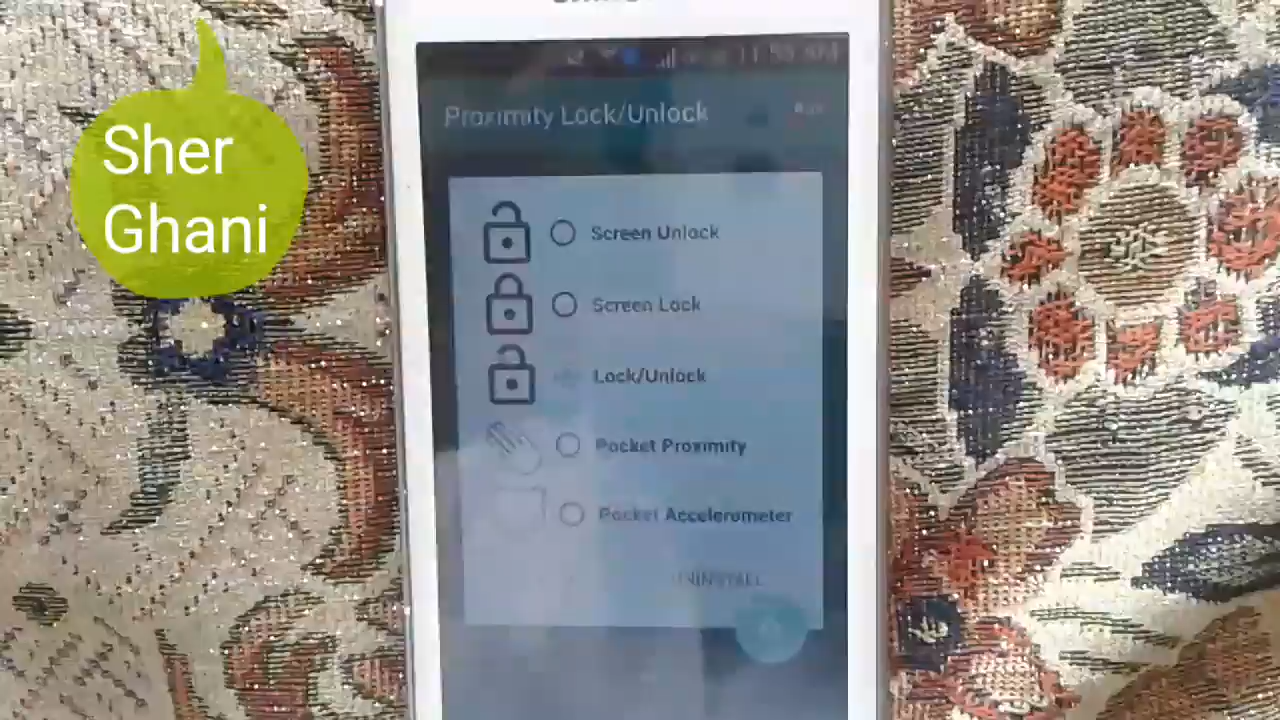 Sher
Ghani
Proximity Lock/Unlock
Screen Unlock
Screen Lock
Lock/Unlock
Pocket Proximity
Pocket Accelerometer
UNINSTALL